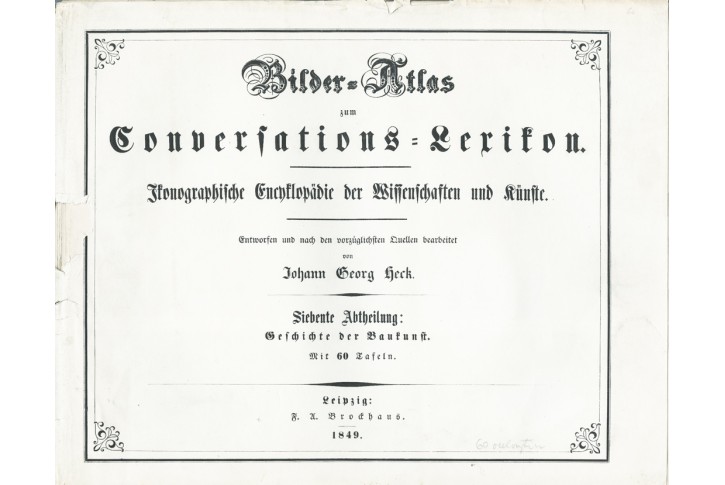 Bilder=Atlas
zum
Converſations=Lexikon.
Ikonographiſche Encyklopädie der Wiſſenſchaften und Künſte.
Entworfen und nach den vorzüglichſten Quellen bearbeitet
von
Johann Georg Heck.
Siebente Abtheilung:
Geſchichte der Baukunſt.
Mit 60 Tafeln.
Leipzig:
F. A. Brockhaus.
1849.
60